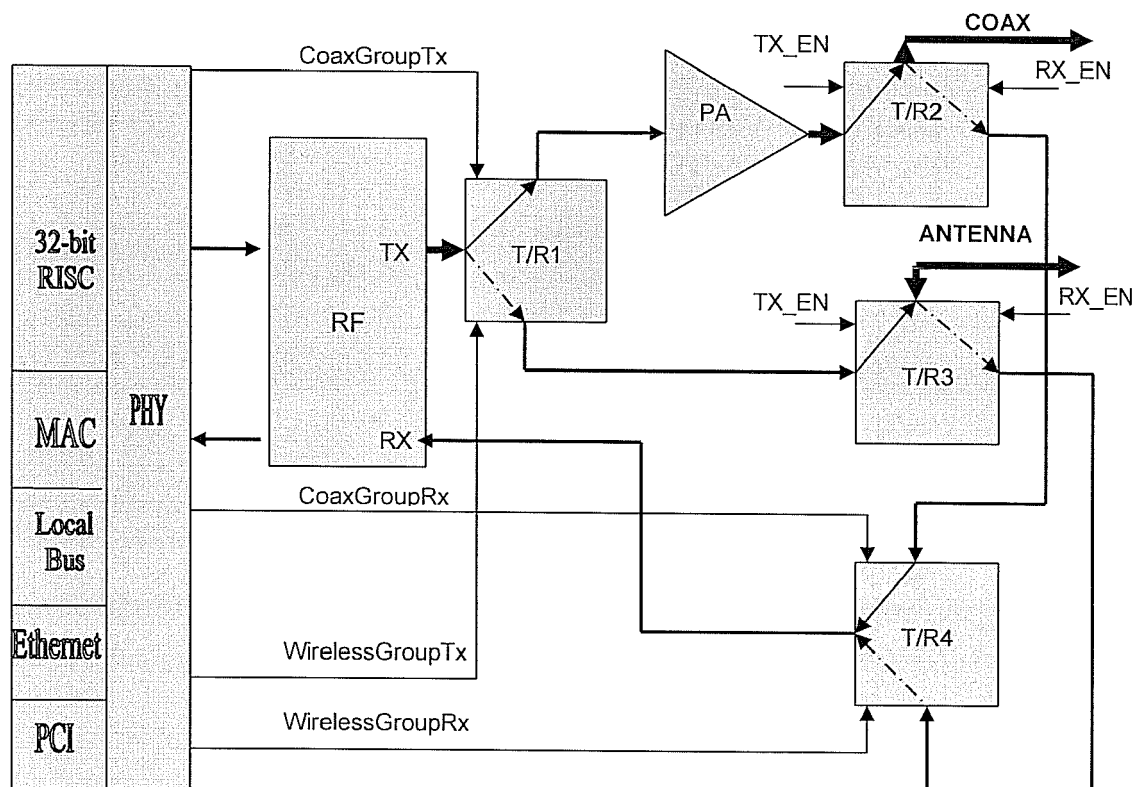 COAX
CoaxGroupTx
TX_EN
RX_EN
PA
T/R2
32-bit
RISC
TX
T/R1
ANTENNA
RF
TX_EN
RX_EN
T/R3
PHY
MAC
RX
CoaxGroupRx
Local
Bus
T/R4
Ethernet
WirelessGroupTx
PCI
WirelessGroupRx